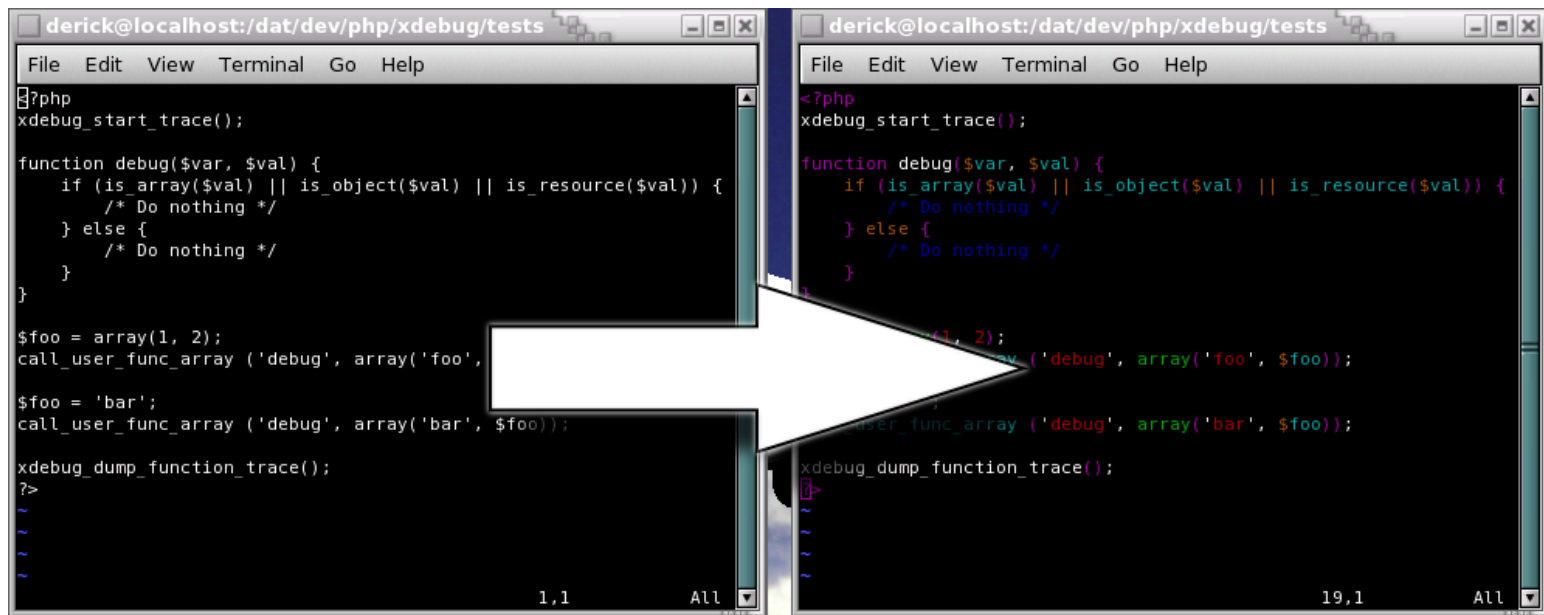 derick@localhost:/dat/dev/php/xdebug/tests
File Edit View Terminal Go Help
<?php
xdebug_start_trace();
function debug($var, $val) {
    if (is_array($val) || is_object($val) || is_resource($val)) {
        /* Do nothing */
    } else {
        /* Do nothing */
    }
}
$foo = array(1, 2);
call_user_func_array ('debug', array('foo',
$foo = 'bar';
call_user_func_array ('debug', array('bar', $foo));
xdebug_dump_function_trace();
?>
~
~
~
~
1,1 All
derick@localhost:/dat/dev/php/xdebug/tests
File Edit View Terminal Go Help
<?php
xdebug_start_trace();
function debug($var, $val) {
    if (is_array($val) || is_object($val) || is_resource($val)) {
        /* Do nothing */
    } else {
        /* Do nothing */
    }
}
1, 2);
('debug', array('foo', $foo));
;
user_func_array ('debug', array('bar', $foo));
xdebug_dump_function_trace();
?>
~
~
~
~
19,1 All